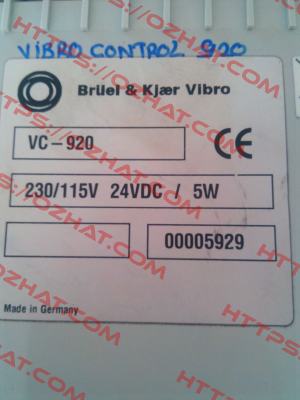 VIBRO CONTROL 920
Brüel & Kjær Vibro
VC-920
CE
230/115V 24VDC / 5W
00005929
Made in Germany
HTTPS://OZHAT.COM